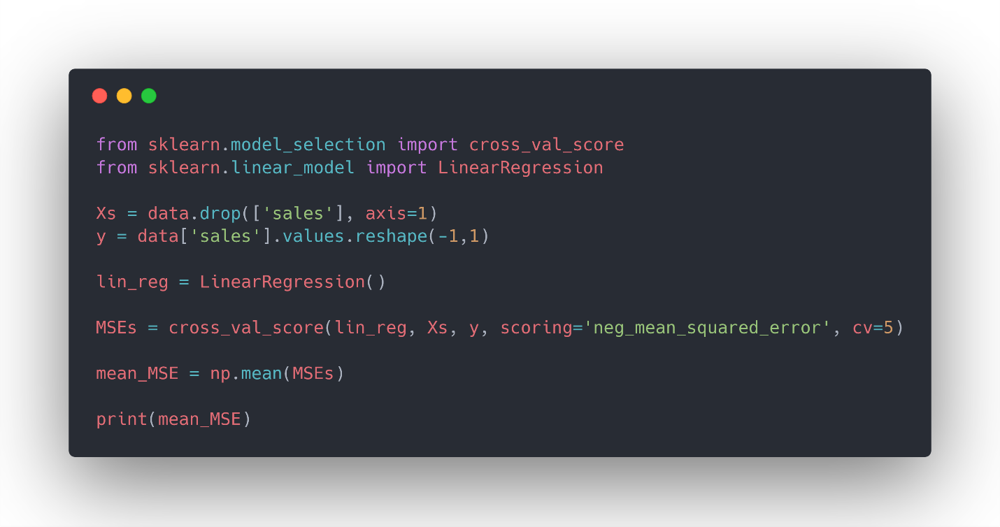 from sklearn.model_selection import cross_val_score
from sklearn.linear_model import LinearRegression
Xs = data.drop(['sales'], axis=1)
y = data['sales'].values.reshape(-1,1)
lin_reg = LinearRegression()
MSEs = cross_val_score(lin_reg, Xs, y, scoring='neg_mean_squared_error', cv=5)
mean_MSE = np.mean(MSEs)
print(mean_MSE)